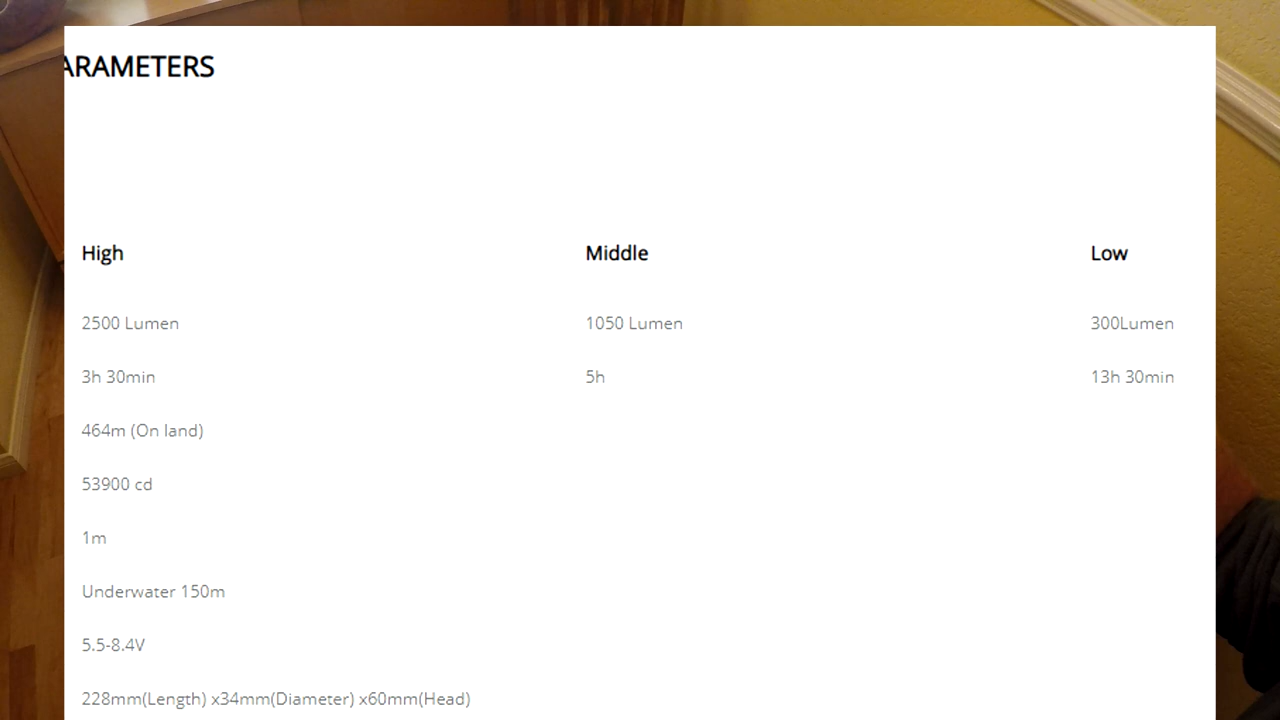 ARAMETERS
High Middle Low
2500 Lumen 1050 Lumen 300Lumen
3h 30min 5h 13h 30min
464m (On land)
53900 cd
1m
Underwater 150m
5.5-8.4V
228mm(Length) x34mm(Diameter) x60mm(Head)